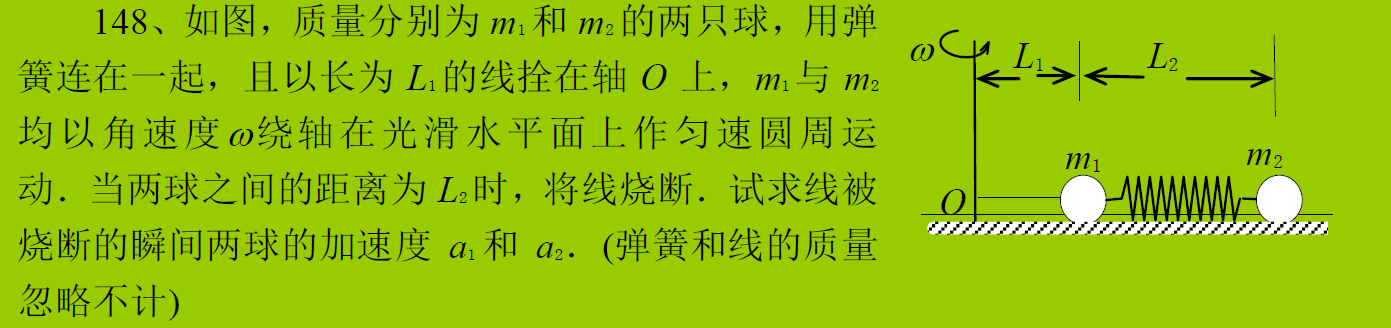 148、如图，质量分别为 m₁和 m₂的两只球，用弹
簧连在一起，且以长为 L₁的线拴在轴 O 上，m₁与 m₂
均以角速度ω绕轴在光滑水平面上作匀速圆周运
动．当两球之间的距离为 L₂时，将线烧断．试求线被
烧断的瞬间两球的加速度 a₁和 a₂．(弹簧和线的质量
忽略不计)
ω L₁ L₂
m₁ m₂
O